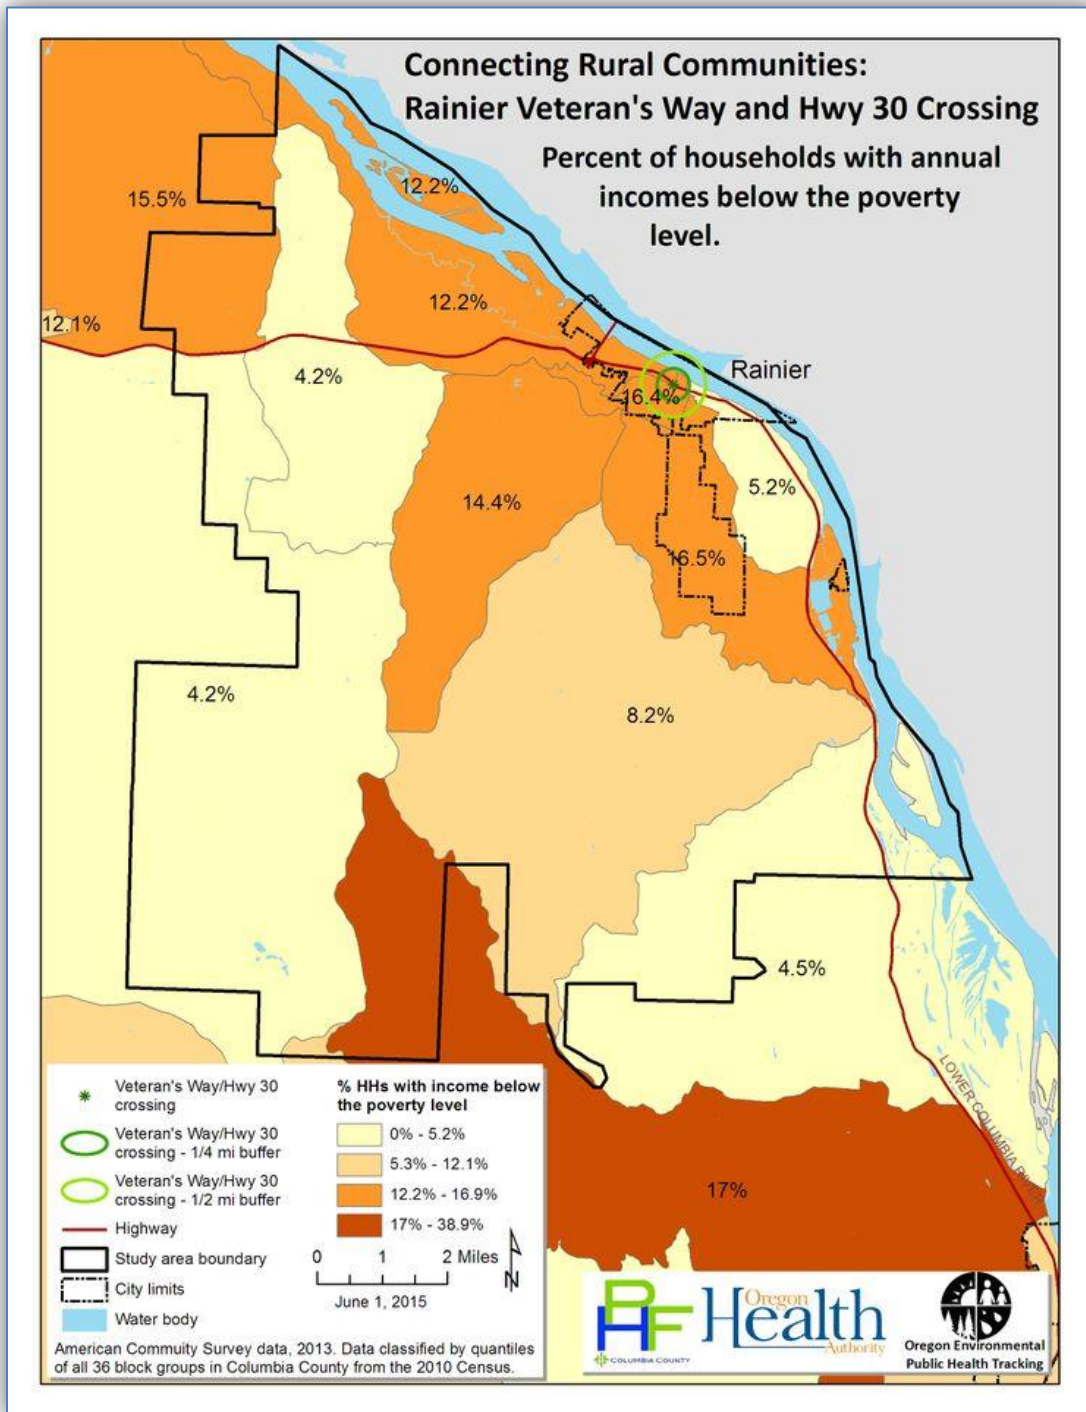 Connecting Rural Communities:
Rainier Veteran's Way and Hwy 30 Crossing
Percent of households with annual
incomes below the poverty
level.
15.5%
12.2%
12.2%
12.1%
4.2%
Rainier
16.4%
14.4%
5.2%
16.5%
4.2%
8.2%
4.5%
LOWER COLUMBIA RIVER
17%
Veteran's Way/Hwy 30
crossing
Veteran's Way/Hwy 30
crossing - 1/4 mi buffer
Veteran's Way/Hwy 30
crossing - 1/2 mi buffer
Highway
Study area boundary
City limits
Water body
% HHs with income below
the poverty level
0% - 5.2%
5.3% - 12.1%
12.2% - 16.9%
17% - 38.9%
0 1 2 Miles
N
June 1, 2015
American Commuity Survey data, 2013. Data classified by quantiles
of all 36 block groups in Columbia County from the 2010 Census.
PHF
COLUMBIA COUNTY
Oregon
Health
Authority
Oregon Environmental
Public Health Tracking